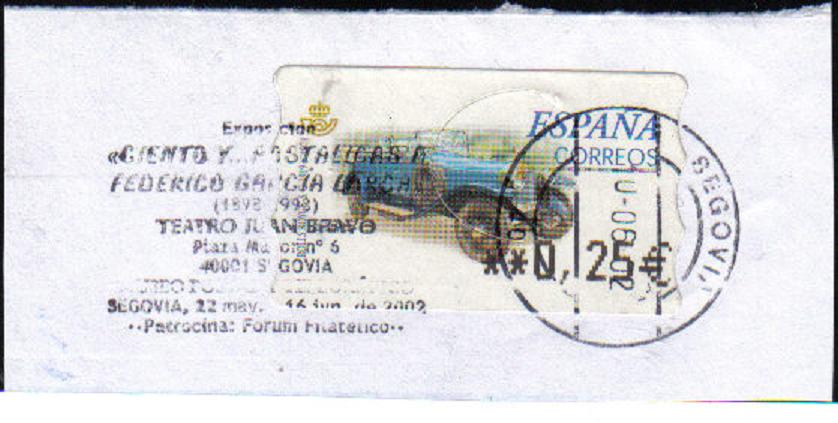 Exposición
«CIENTO Y... POSTALICAS A
FEDERICO GARCÍA LORCA»
(1898 1998)
TEATRO JUAN BRAVO
Plaza Mayor nº 6
40001 SEGOVIA
SEGOVIA, 22 may. 16 jun. de 2002
··Patrocina: Forum Filatélico··
ESPAÑA
CORREOS
**0,25€
SEGOVIA